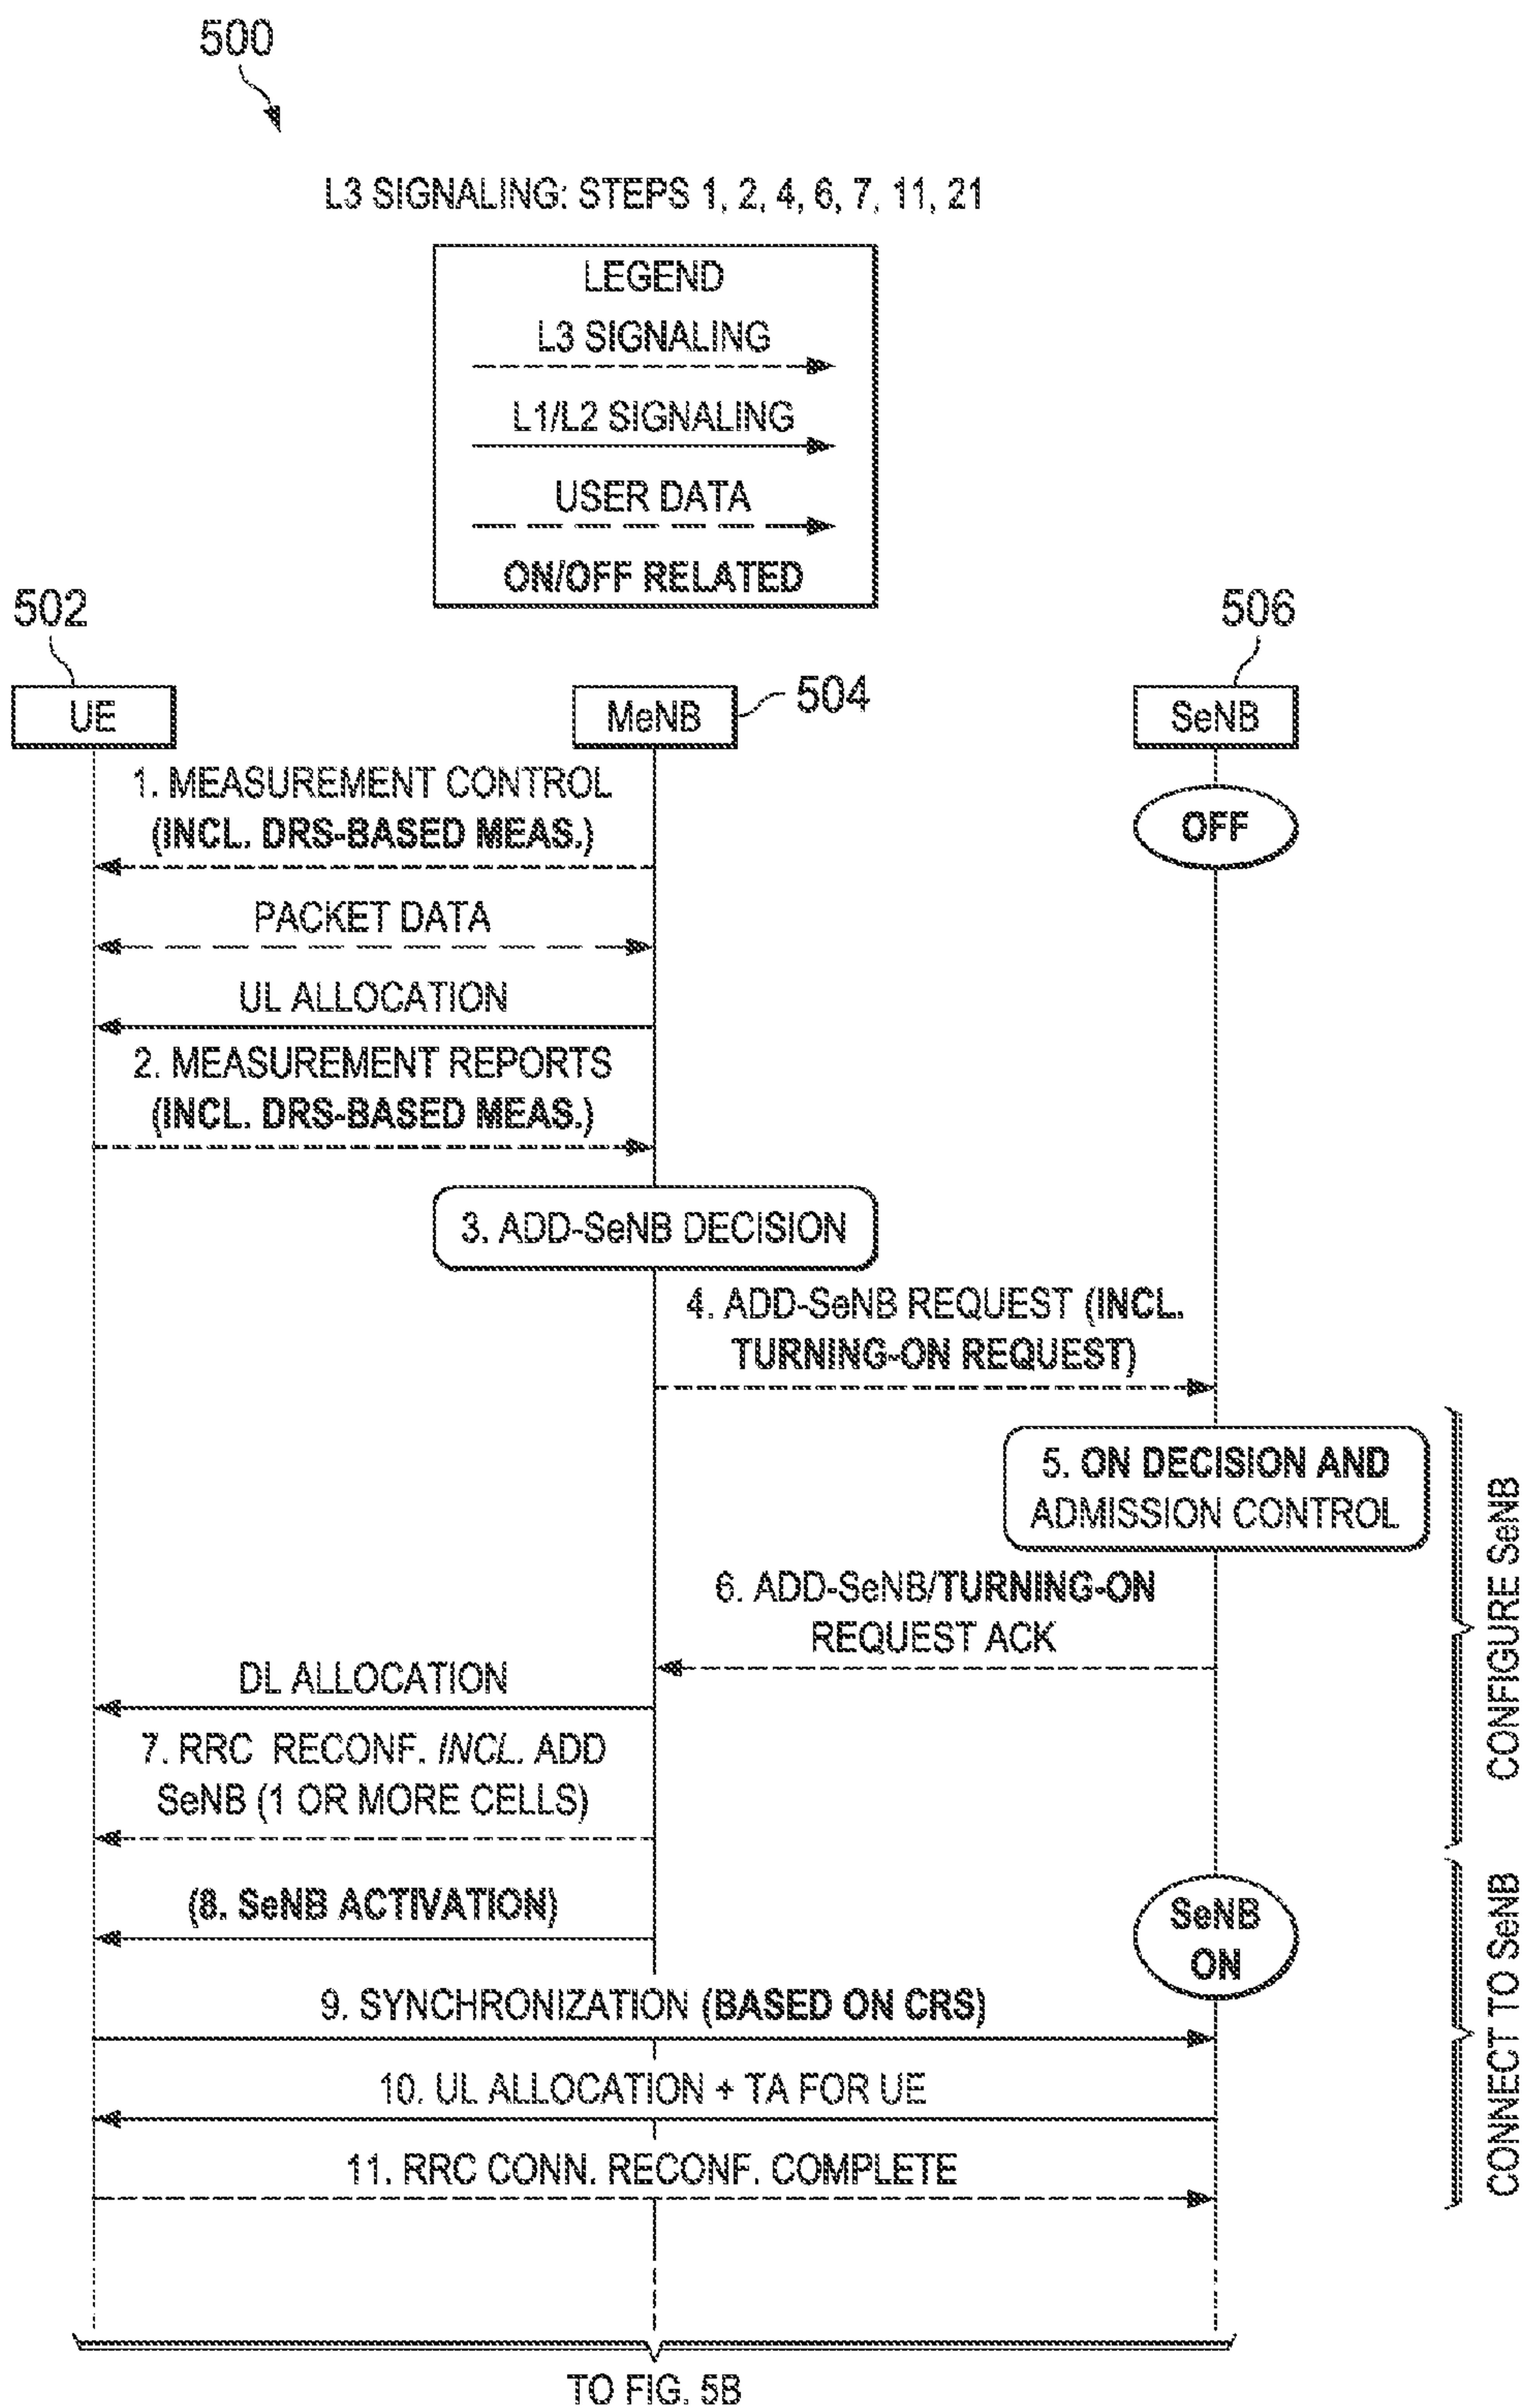 500
L3 SIGNALING: STEPS 1, 2, 4, 6, 7, 11, 21
LEGEND
L3 SIGNALING
L1/L2 SIGNALING
USER DATA
ON/OFF RELATED
502
506
UE
MeNB
504
SeNB
1. MEASUREMENT CONTROL
(INCL. DRS-BASED MEAS.)
OFF
PACKET DATA
UL ALLOCATION
2. MEASUREMENT REPORTS
(INCL. DRS-BASED MEAS.)
3. ADD-SeNB DECISION
4. ADD-SeNB REQUEST (INCL.
TURNING-ON REQUEST)
5. ON DECISION AND
ADMISSION CONTROL
6. ADD-SeNB/TURNING-ON
REQUEST ACK
CONFIGURE SeNB
DL ALLOCATION
7. RRC RECONF. INCL. ADD
SeNB (1 OR MORE CELLS)
(8. SeNB ACTIVATION)
SeNB
ON
9. SYNCHRONIZATION (BASED ON CRS)
10. UL ALLOCATION + TA FOR UE
11. RRC CONN. RECONF. COMPLETE
CONNECT TO SeNB
TO FIG. 5B